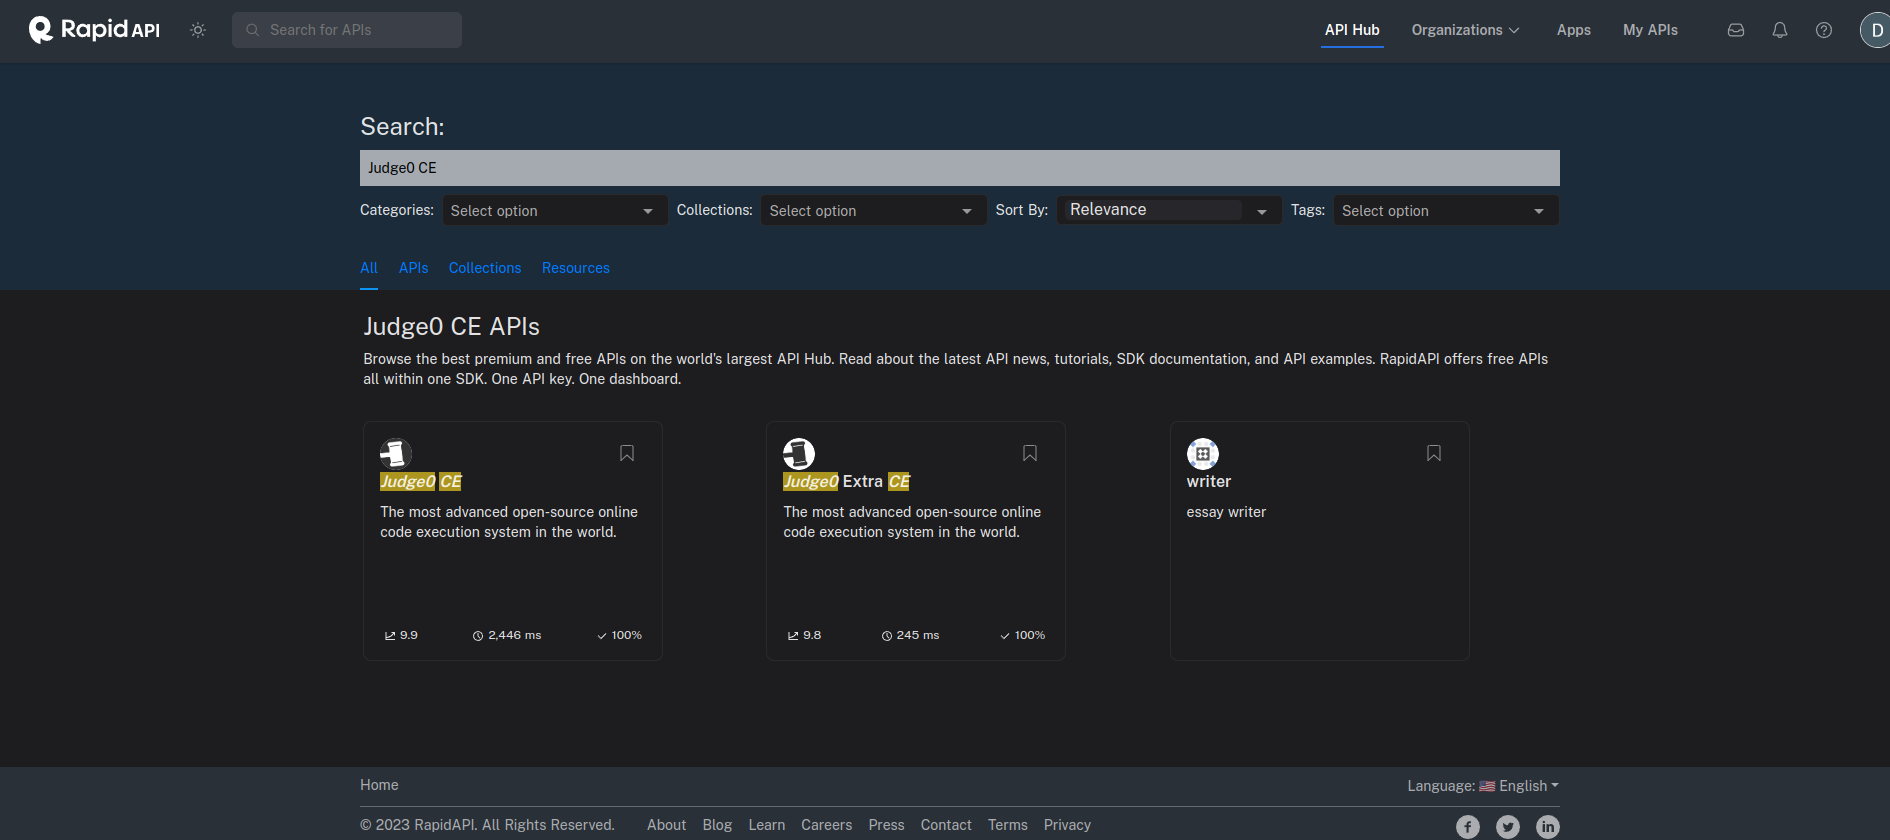 Rapid API
Search for APIs
API Hub
Organizations
Apps
My APIs
D
Search:
Judge0 CE
Categories: Select option
Collections: Select option
Sort By: Relevance
Tags: Select option
All
APIs
Collections
Resources
Judge0 CE APIs
Browse the best premium and free APIs on the world's largest API Hub. Read about the latest API news, tutorials, SDK documentation, and API examples. RapidAPI offers free APIs
all within one SDK. One API key. One dashboard.
Judge0 CE
The most advanced open-source online
code execution system in the world.
9.9
2,446 ms
100%
Judge0 Extra CE
The most advanced open-source online
code execution system in the world.
9.8
245 ms
100%
writer
essay writer
Home
Language: English
© 2023 RapidAPI. All Rights Reserved.
About
Blog
Learn
Careers
Press
Contact
Terms
Privacy
f
in